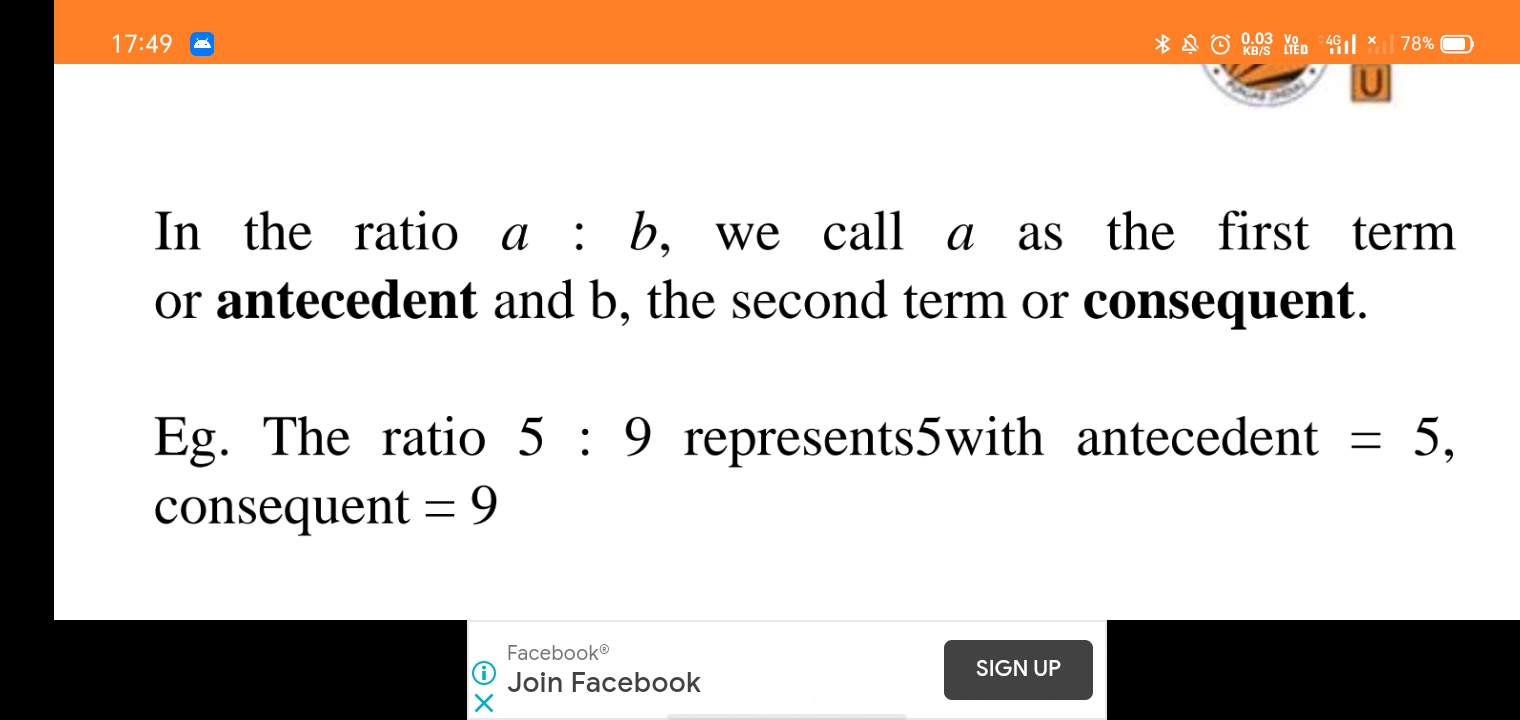 17:49
0.03 KB/S Vo LTE 4G 78%
U
In the ratio a : b, we call a as the first term
or antecedent and b, the second term or consequent.
Eg. The ratio 5 : 9 represents5with antecedent = 5,
consequent = 9
Facebook®
Join Facebook
SIGN UP